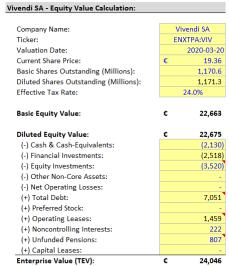 Vivendi SA - Equity Value Calculation:
Company Name: Vivendi SA
Ticker: ENXTPA:VIV
Valuation Date: 2020-03-20
Current Share Price: € 19.36
Basic Shares Outstanding (Millions): 1,170.6
Diluted Shares Outstanding (Millions): 1,171.3
Effective Tax Rate: 24.0%
Basic Equity Value: € 22,663
Diluted Equity Value: € 22,675
(-) Cash & Cash-Equivalents: (2,130)
(-) Financial Investments: (2,518)
(-) Equity Investments: (3,520)
(-) Other Non-Core Assets: -
(-) Net Operating Losses: -
(+) Total Debt: 7,051
(+) Preferred Stock: -
(+) Operating Leases: 1,459
(+) Noncontrolling Interests: 222
(+) Unfunded Pensions: 807
(+) Capital Leases: -
Enterprise Value (TEV): € 24,046